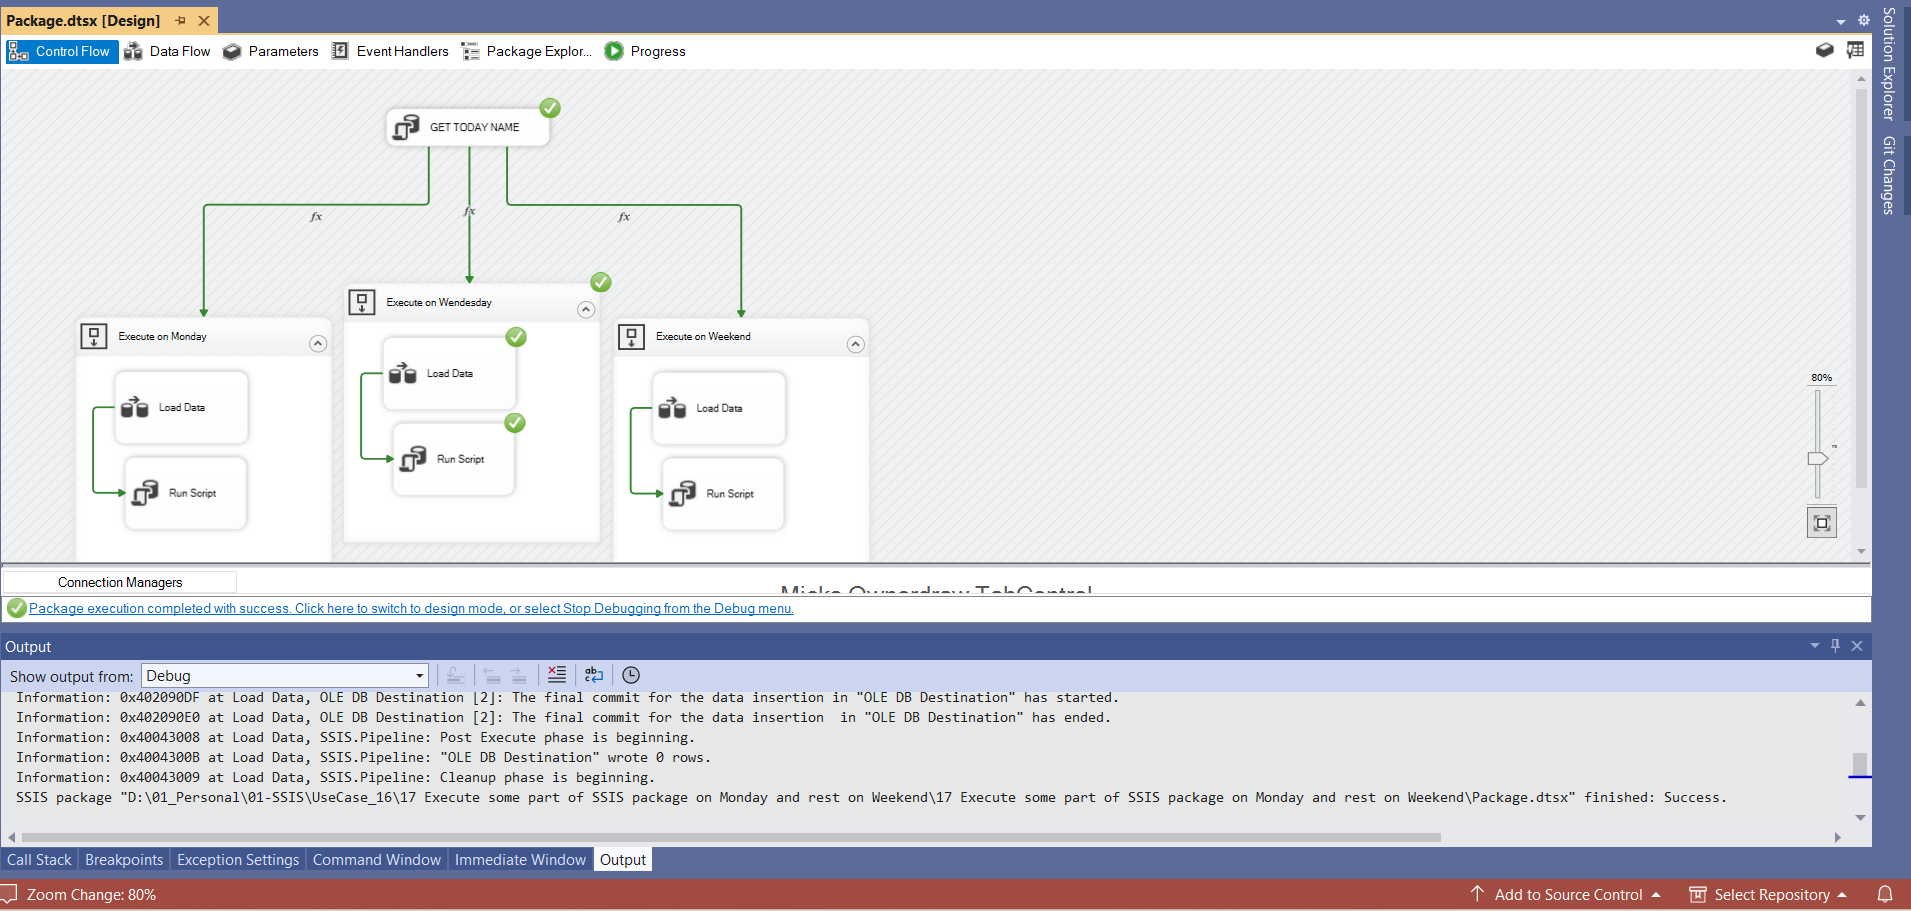 Package.dtsx [Design]
Control Flow Data Flow Parameters Event Handlers Package Explor... Progress
Solution Explorer
Git Changes
GET TODAY NAME
fx fx fx
Execute on Wendesday
Execute on Monday
Execute on Weekend
Load Data
Run Script
Load Data
Run Script
Load Data
Run Script
80%
Connection Managers
Package execution completed with success. Click here to switch to design mode, or select Stop Debugging from the Debug menu.
Output
Show output from: Debug
Information: 0x402090DF at Load Data, OLE DB Destination [2]: The final commit for the data insertion in "OLE DB Destination" has started.
Information: 0x402090E0 at Load Data, OLE DB Destination [2]: The final commit for the data insertion  in "OLE DB Destination" has ended.
Information: 0x40043008 at Load Data, SSIS.Pipeline: Post Execute phase is beginning.
Information: 0x4004300B at Load Data, SSIS.Pipeline: "OLE DB Destination" wrote 0 rows.
Information: 0x40043009 at Load Data, SSIS.Pipeline: Cleanup phase is beginning.
SSIS package "D:\01_Personal\01-SSIS\UseCase_16\17 Execute some part of SSIS package on Monday and rest on Weekend\17 Execute some part of SSIS package on Monday and rest on Weekend\Package.dtsx" finished: Success.
Call Stack Breakpoints Exception Settings Command Window Immediate Window Output
Zoom Change: 80% Add to Source Control Select Repository